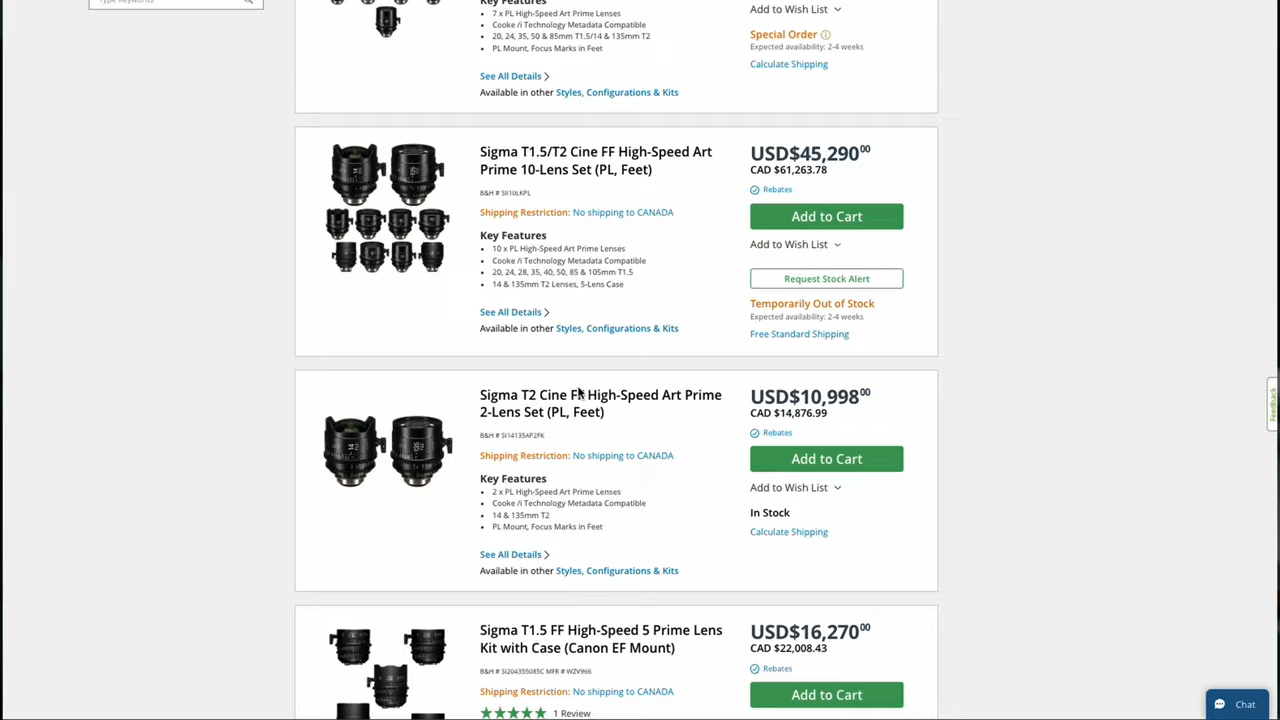 Type Keywords
Key Features
7 x PL High-Speed Art Prime Lenses
Cooke /i Technology Metadata Compatible
20, 24, 35, 50 & 85mm T1.5/14 & 135mm T2
PL Mount, Focus Marks in Feet
See All Details
Available in other Styles, Configurations & Kits
Add to Wish List
Special Order
Expected availability: 2-4 weeks
Calculate Shipping
Sigma T1.5/T2 Cine FF High-Speed Art
Prime 10-Lens Set (PL, Feet)
B&H # SI10LKPL
Shipping Restriction: No shipping to CANADA
Key Features
10 x PL High-Speed Art Prime Lenses
Cooke /i Technology Metadata Compatible
20, 24, 28, 35, 40, 50, 85 & 105mm T1.5
14 & 135mm T2 Lenses, 5-Lens Case
See All Details
Available in other Styles, Configurations & Kits
USD$45,290.00
CAD $61,263.78
Rebates
Add to Cart
Add to Wish List
Request Stock Alert
Temporarily Out of Stock
Expected availability: 2-4 weeks
Free Standard Shipping
Sigma T2 Cine FF High-Speed Art Prime
2-Lens Set (PL, Feet)
B&H # SI14135AP2FK
Shipping Restriction: No shipping to CANADA
Key Features
2 x PL High-Speed Art Prime Lenses
Cooke /i Technology Metadata Compatible
14 & 135mm T2
PL Mount, Focus Marks in Feet
See All Details
Available in other Styles, Configurations & Kits
USD$10,998.00
CAD $14,876.99
Rebates
Add to Cart
Add to Wish List
In Stock
Calculate Shipping
Sigma T1.5 FF High-Speed 5 Prime Lens
Kit with Case (Canon EF Mount)
B&H # SI20435508SC MFR # WZV966
Shipping Restriction: No shipping to CANADA
1 Review
USD$16,270.00
CAD $22,008.43
Rebates
Add to Cart
Feedback
Chat